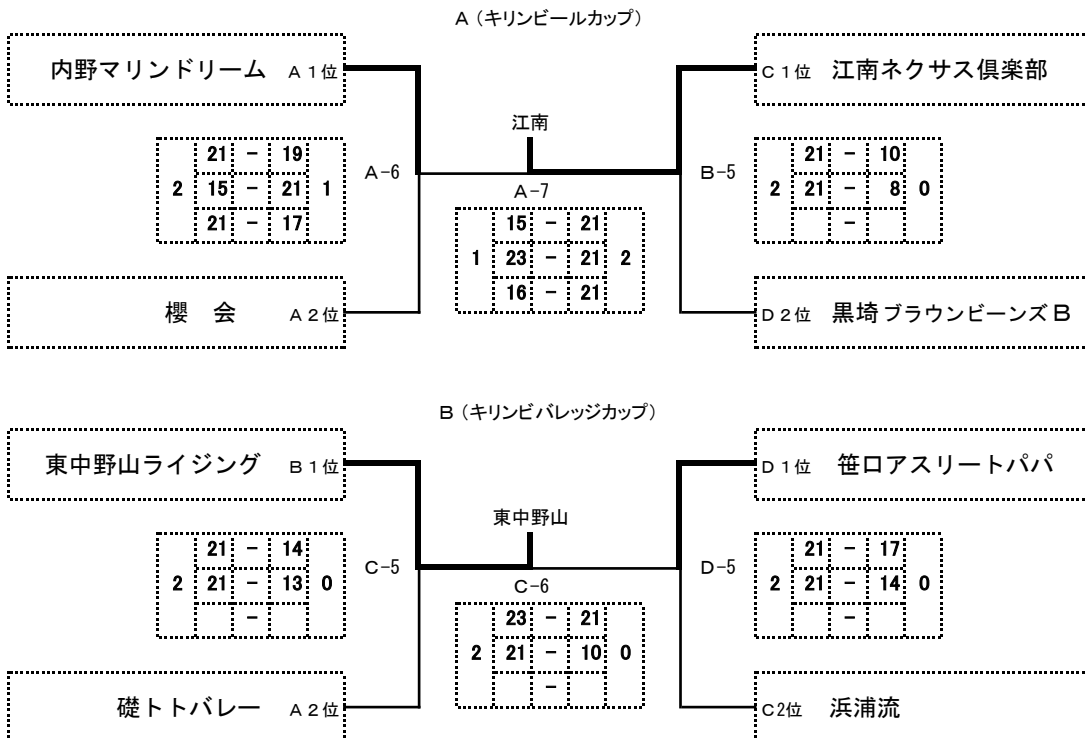 A （キリンビールカップ）
内野マリンドリーム A 1位
C 1位 江南ネクサス倶楽部
江南
21 - 19
2 15 - 21 1
21 - 17
A-6
A-7
B-5
21 - 10
2 21 - 8 0
-
15 - 21
1 23 - 21 2
16 - 21
櫻 会 A 2位
D 2位 黒埼ブラウンビーンズB
B （キリンビバレッジカップ）
東中野山ライジング B 1位
D 1位 笹口アスリートパパ
東中野山
21 - 14
2 21 - 13 0
-
C-5
C-6
D-5
21 - 17
2 21 - 14 0
-
23 - 21
2 21 - 10 0
-
礎トトバレー A 2位
C2位 浜浦流